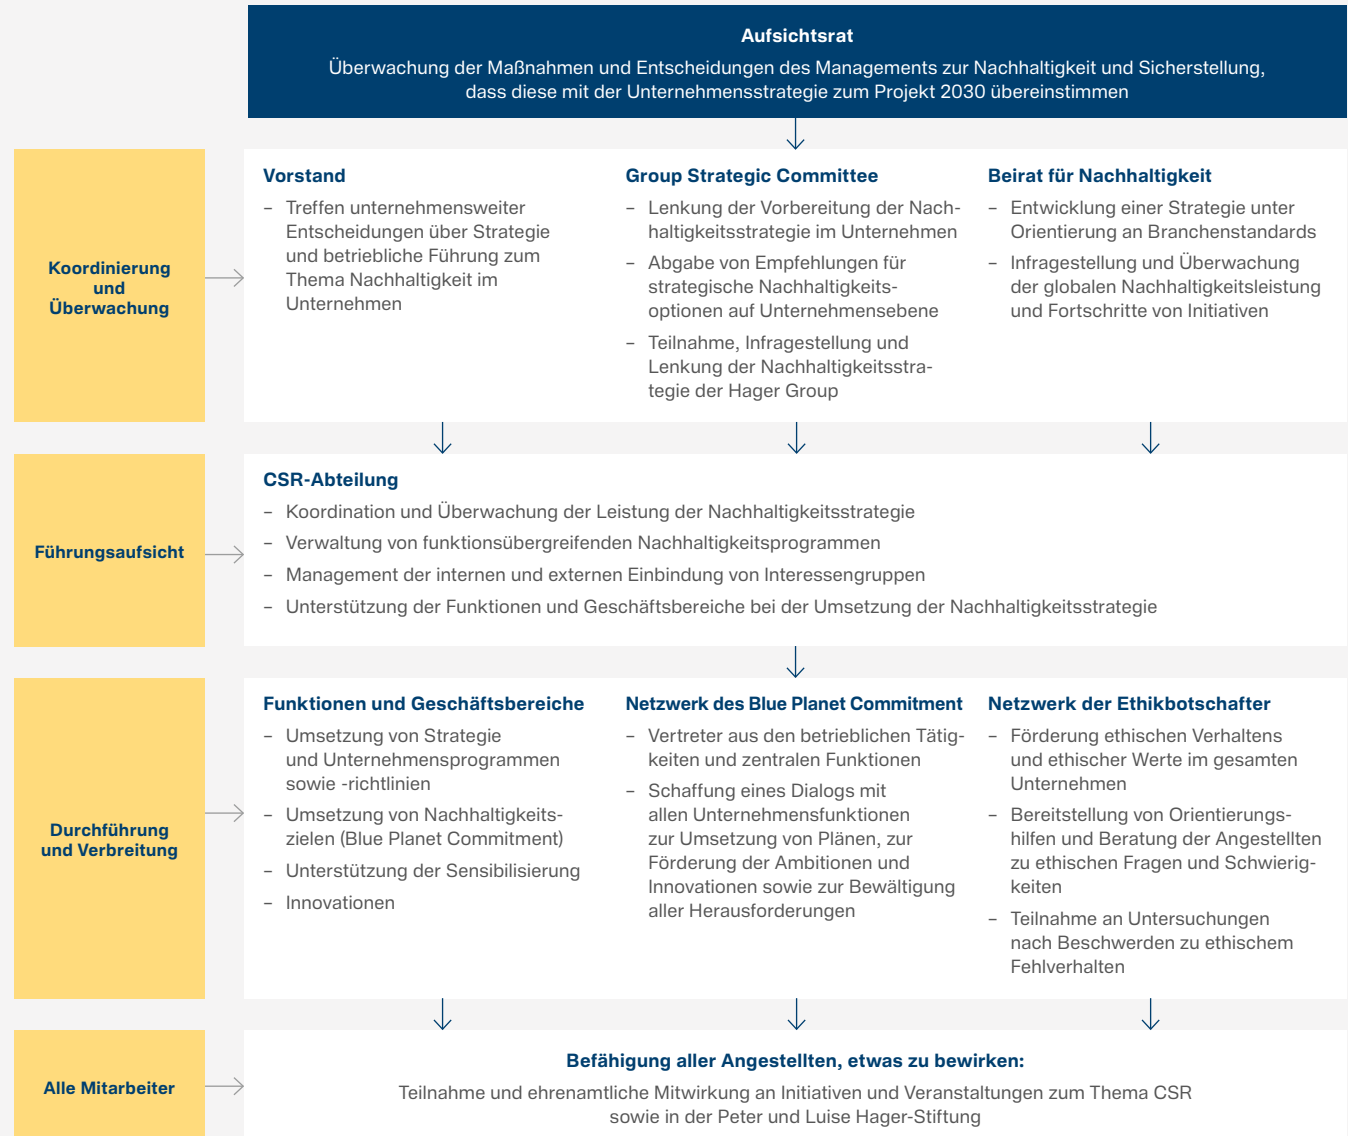 Aufsichtsrat
Überwachung der Maßnahmen und Entscheidungen des Managements zur Nachhaltigkeit und Sicherstellung,
dass diese mit der Unternehmensstrategie zum Projekt 2030 übereinstimmen
Koordinierung
und
Überwachung
Vorstand
– Treffen unternehmensweiter
Entscheidungen über Strategie
und betriebliche Führung zum
Thema Nachhaltigkeit im
Unternehmen
Group Strategic Committee
– Lenkung der Vorbereitung der Nach-
haltigkeitsstrategie im Unternehmen
– Abgabe von Empfehlungen für
strategische Nachhaltigkeits-
optionen auf Unternehmensebene
– Teilnahme, Infragestellung und
Lenkung der Nachhaltigkeitsstra-
tegie der Hager Group
Beirat für Nachhaltigkeit
– Entwicklung einer Strategie unter
Orientierung an Branchenstandards
– Infragestellung und Überwachung
der globalen Nachhaltigkeitsleistung
und Fortschritte von Initiativen
Führungsaufsicht
CSR-Abteilung
– Koordination und Überwachung der Leistung der Nachhaltigkeitsstrategie
– Verwaltung von funktionsübergreifenden Nachhaltigkeitsprogrammen
– Management der internen und externen Einbindung von Interessengruppen
– Unterstützung der Funktionen und Geschäftsbereiche bei der Umsetzung der Nachhaltigkeitsstrategie
Durchführung
und Verbreitung
Funktionen und Geschäftsbereiche
– Umsetzung von Strategie
und Unternehmensprogrammen
sowie -richtlinien
– Umsetzung von Nachhaltigkeits-
zielen (Blue Planet Commitment)
– Unterstützung der Sensibilisierung
– Innovationen
Netzwerk des Blue Planet Commitment
– Vertreter aus den betrieblichen Tätig-
keiten und zentralen Funktionen
– Schaffung eines Dialogs mit
allen Unternehmensfunktionen
zur Umsetzung von Plänen, zur
Förderung der Ambitionen und
Innovationen sowie zur Bewältigung
aller Herausforderungen
Netzwerk der Ethikbotschafter
– Förderung ethischen Verhaltens
und ethischer Werte im gesamten
Unternehmen
– Bereitstellung von Orientierungs-
hilfen und Beratung der Angestellten
zu ethischen Fragen und Schwierig-
keiten
– Teilnahme an Untersuchungen
nach Beschwerden zu ethischem
Fehlverhalten
Alle Mitarbeiter
Befähigung aller Angestellten, etwas zu bewirken:
Teilnahme und ehrenamtliche Mitwirkung an Initiativen und Veranstaltungen zum Thema CSR
sowie in der Peter und Luise Hager-Stiftung